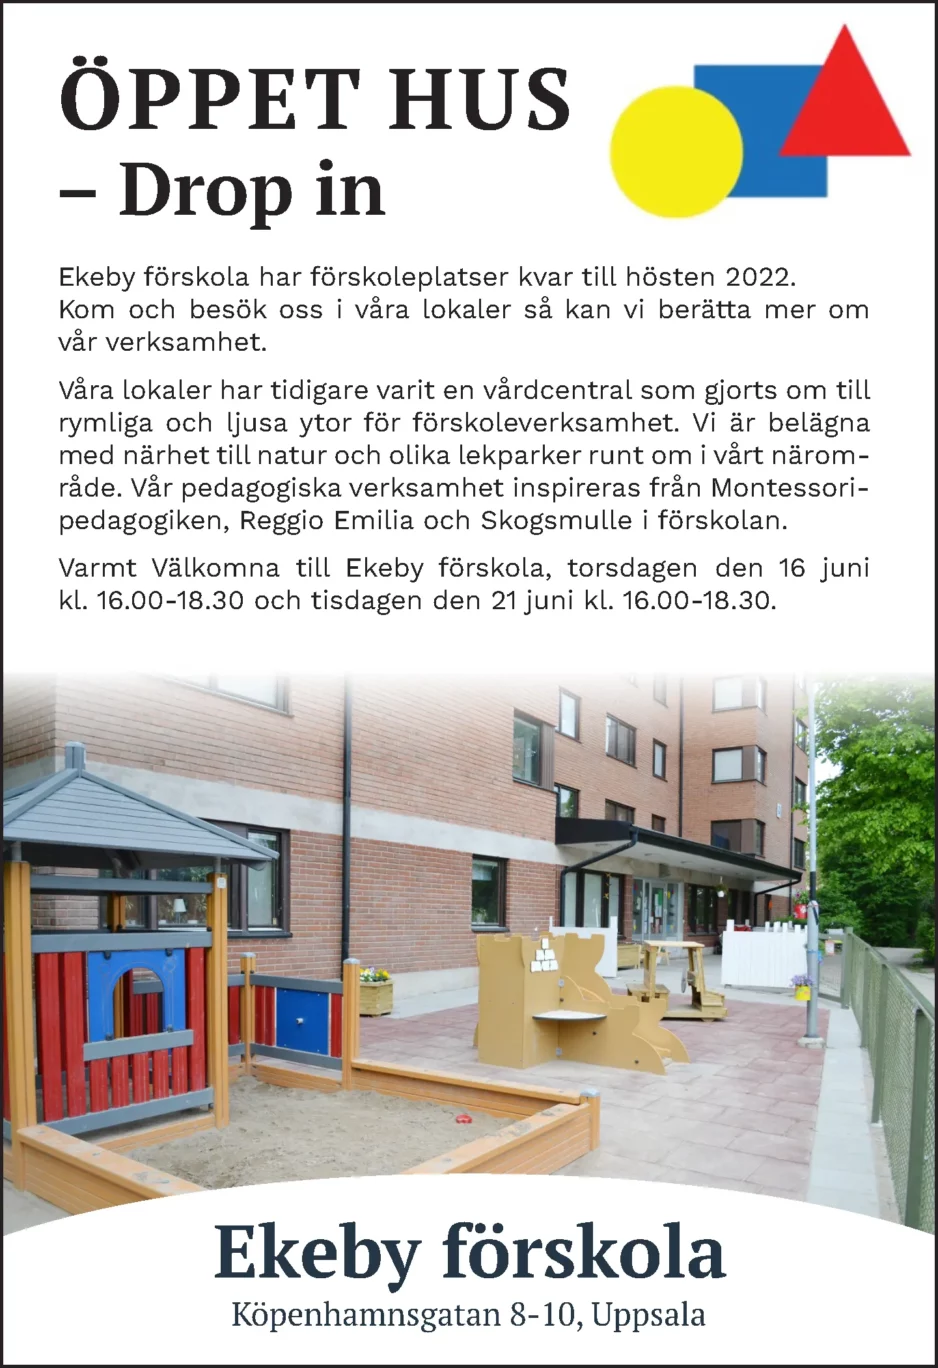 ÖPPET HUS
– Drop in
Ekeby förskola har förskoleplatser kvar till hösten 2022.
Kom och besök oss i våra lokaler så kan vi berätta mer om
vår verksamhet.
Våra lokaler har tidigare varit en vårdcentral som gjorts om till
rymliga och ljusa ytor för förskoleverksamhet. Vi är belägna
med närhet till natur och olika lekparker runt om i vårt närom-
råde. Vår pedagogiska verksamhet inspireras från Montessori-
pedagogiken, Reggio Emilia och Skogsmulle i förskolan.
Varmt Välkomna till Ekeby förskola, torsdagen den 16 juni
kl. 16.00-18.30 och tisdagen den 21 juni kl. 16.00-18.30.
Ekeby förskola
Köpenhamnsgatan 8-10, Uppsala